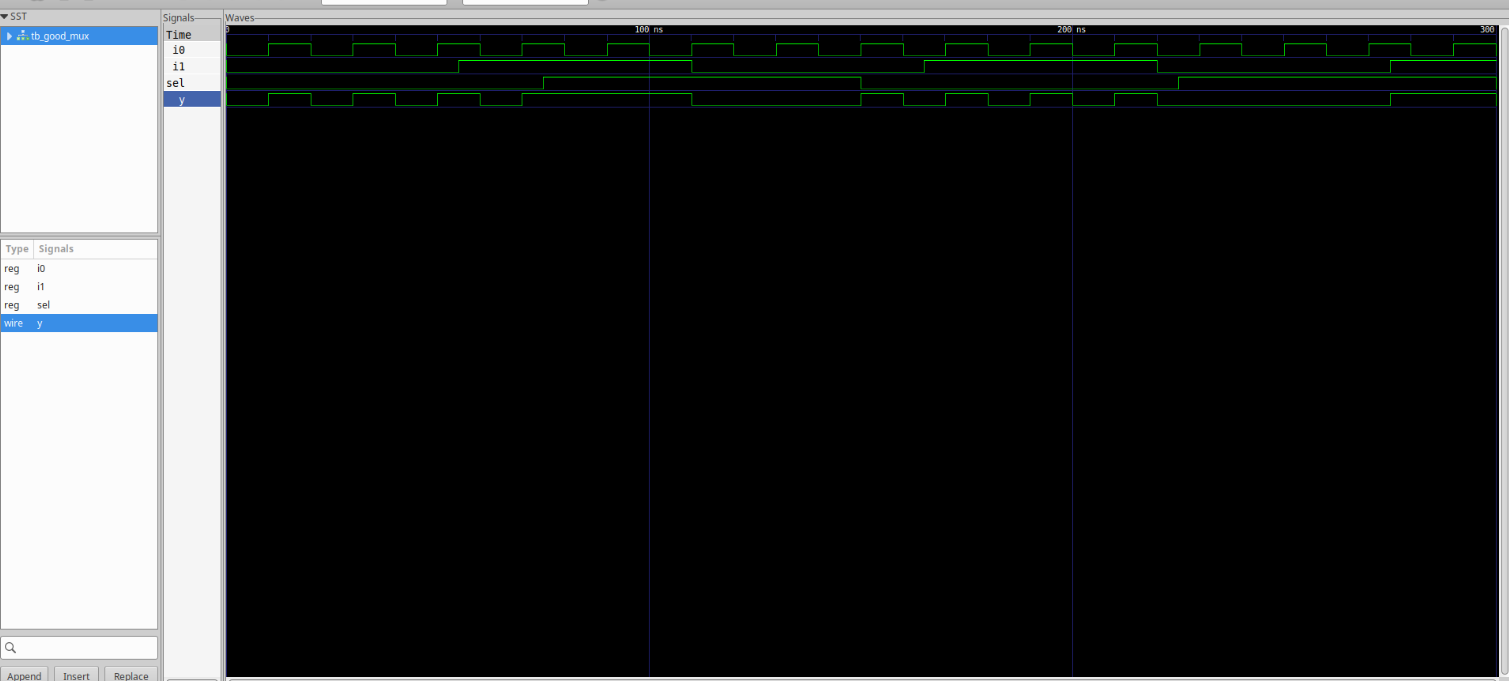 SST
tb_good_mux
Type Signals
reg i0
reg i1
reg sel
wire y
Append Insert Replace
Signals
Time
i0
i1
sel
y
Waves
0 100 ns 200 ns 300